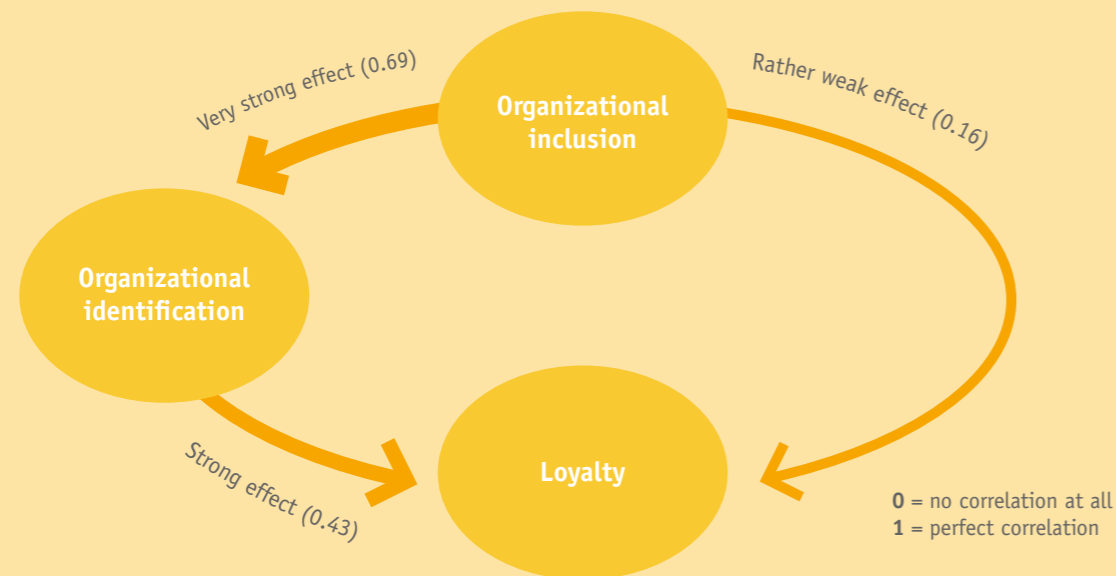 Very strong effect (0.69)
Organizational
inclusion
Rather weak effect (0.16)
Organizational
identification
Strong effect (0.43)
Loyalty
0 = no correlation at all
1 = perfect correlation